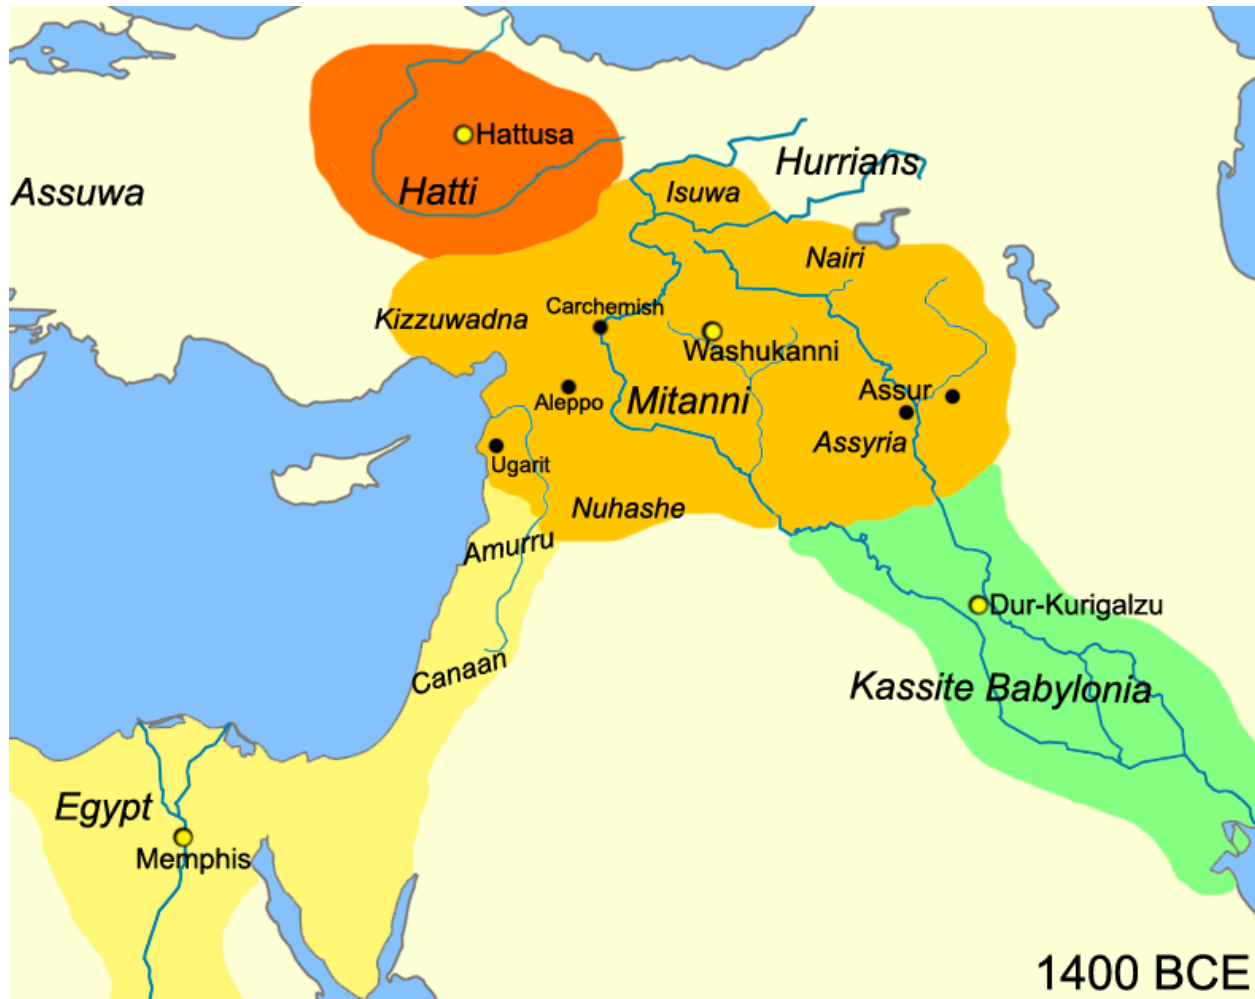 Hattusa
Hurrians
Assuwa
Hatti
Isuwa
Nairi
Carchemish
Kizzuwadna
Washukanni
Assur
Aleppo
Mitanni
Assyria
Ugarit
Nuhashe
Amurru
Dur-Kurigalzu
Canaan
Kassite Babylonia
Egypt
Memphis
1400 BCE